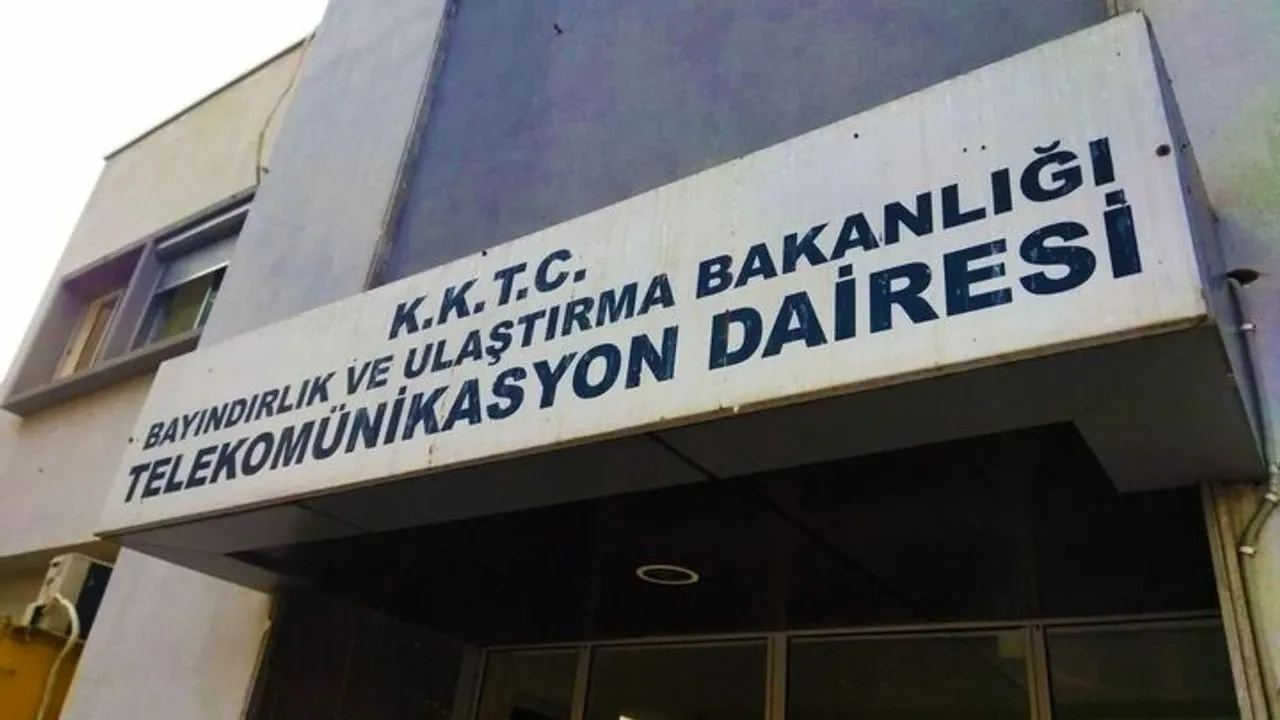 K.K.T.C.
BAYINDIRLIK VE ULAŞTIRMA BAKANLIĞI
TELEKOMÜNİKASYON DAİRESİ